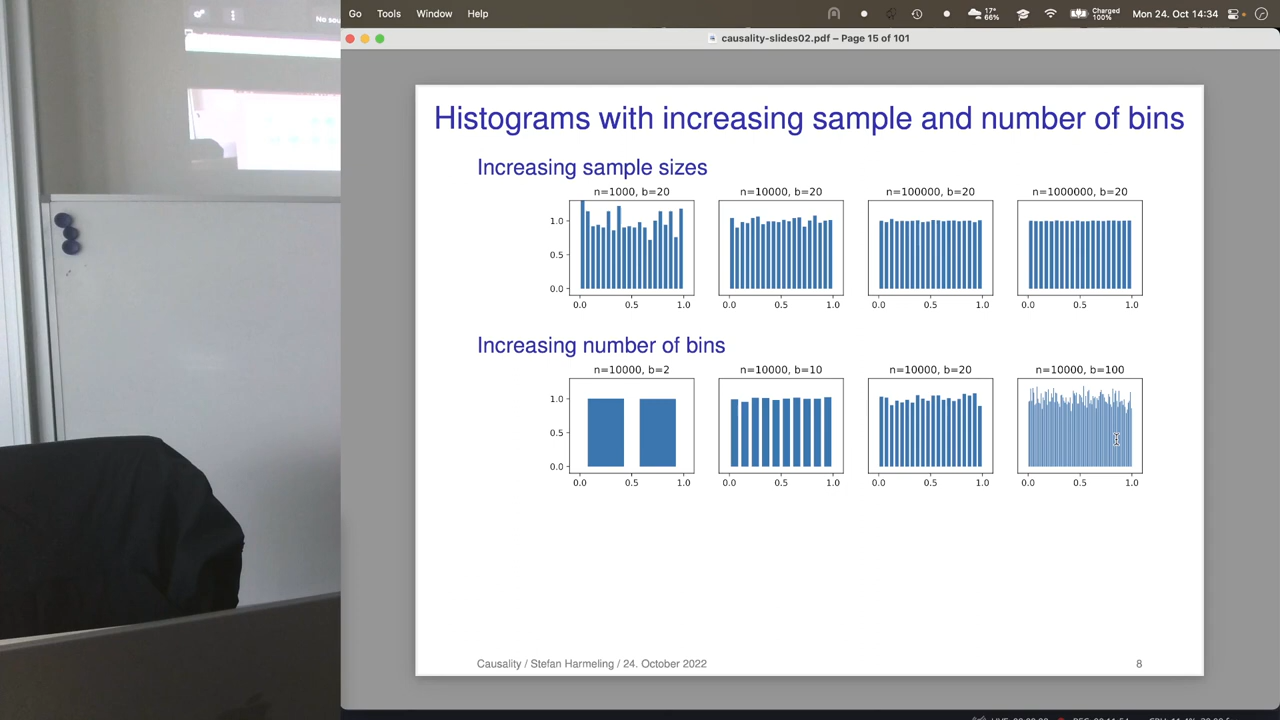 Go Tools Window Help 17° 66% Charged 100% Mon 24. Oct 14:34
causality-slides02.pdf – Page 15 of 101
Histograms with increasing sample and number of bins
Increasing sample sizes
n=1000, b=20 n=10000, b=20 n=100000, b=20 n=1000000, b=20
1.0
0.5
0.0
0.0 0.5 1.0 0.0 0.5 1.0 0.0 0.5 1.0 0.0 0.5 1.0
Increasing number of bins
n=10000, b=2 n=10000, b=10 n=10000, b=20 n=10000, b=100
1.0
0.5
0.0
0.0 0.5 1.0 0.0 0.5 1.0 0.0 0.5 1.0 0.0 0.5 1.0
Causality / Stefan Harmeling / 24. October 2022 8